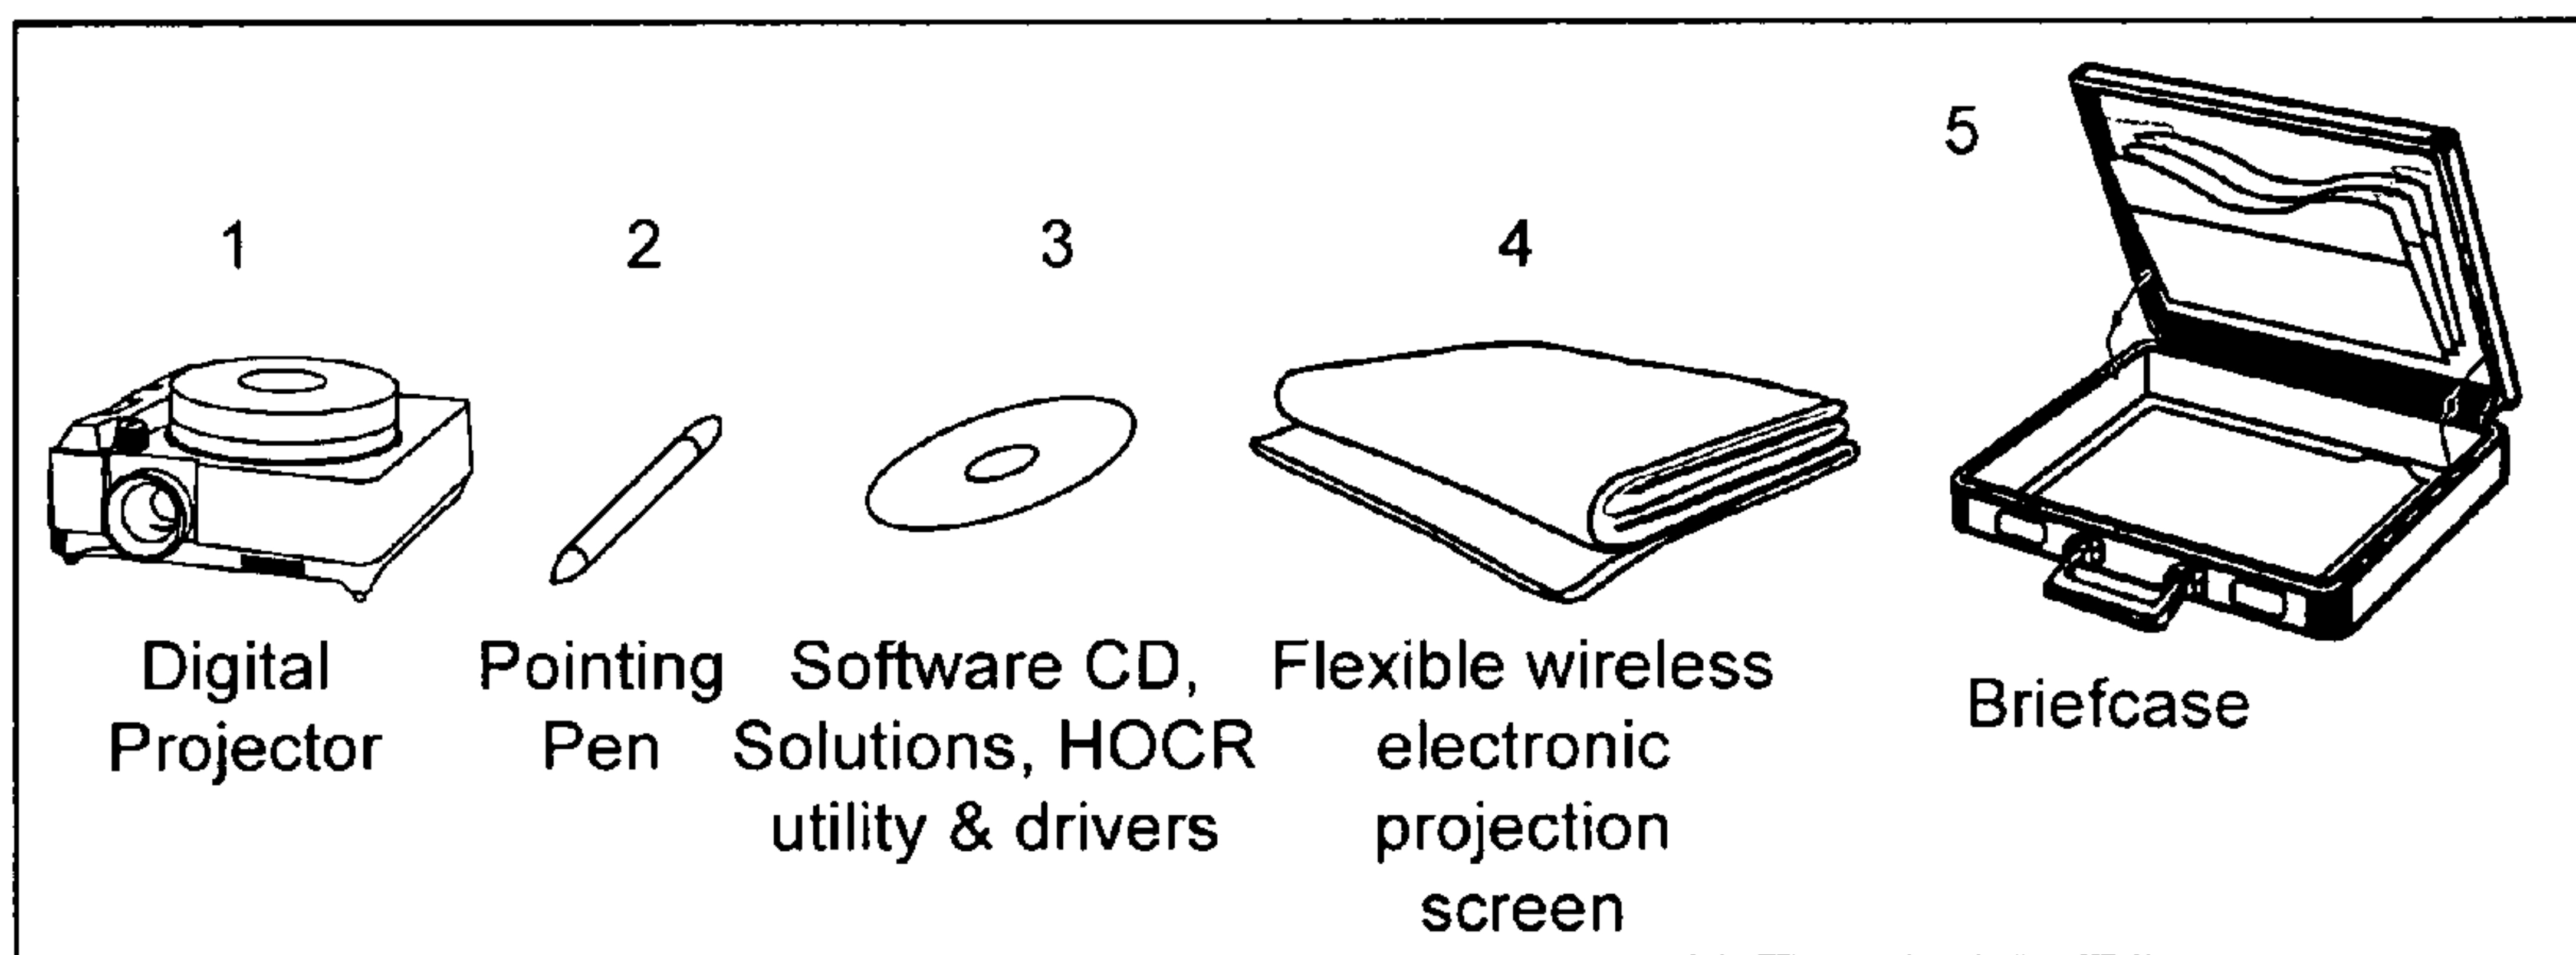 1
2
3
4
5
Digital
Projector
Pointing
Pen
Software CD,
Solutions, HOCR
utility & drivers
Flexible wireless
electronic
projection
screen
Briefcase